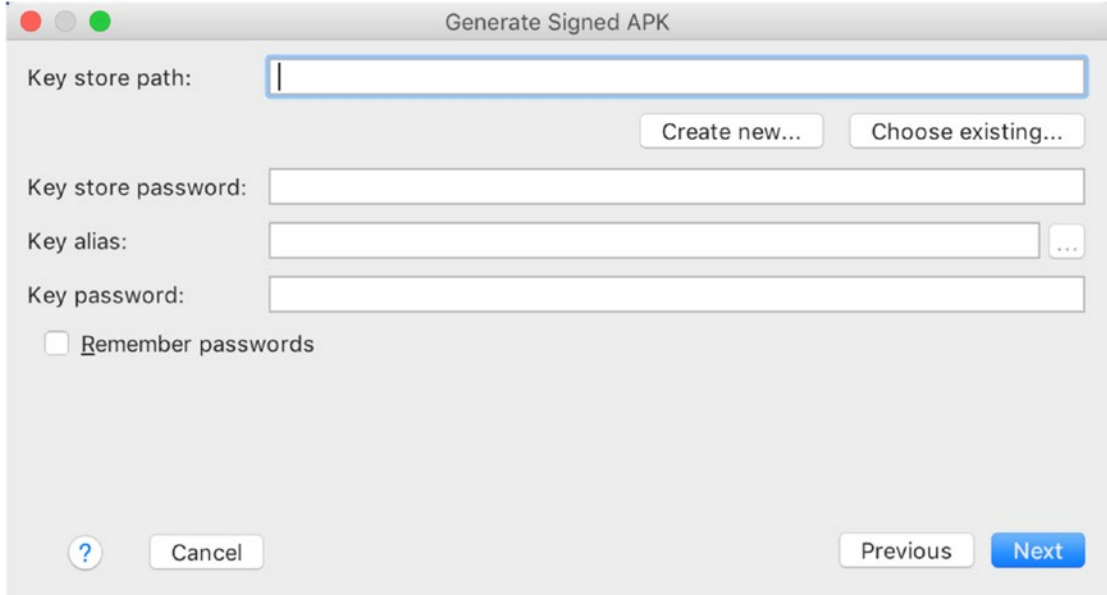 Generate Signed APK
Key store path:
Create new... Choose existing...
Key store password:
Key alias:
...
Key password:
Remember passwords
? Cancel Previous Next